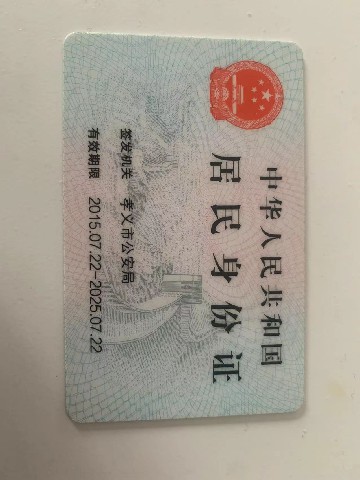 中华人民共和国
居民身份证
签发机关 孝义市公安局
有效期限 2015.07.22-2025.07.22